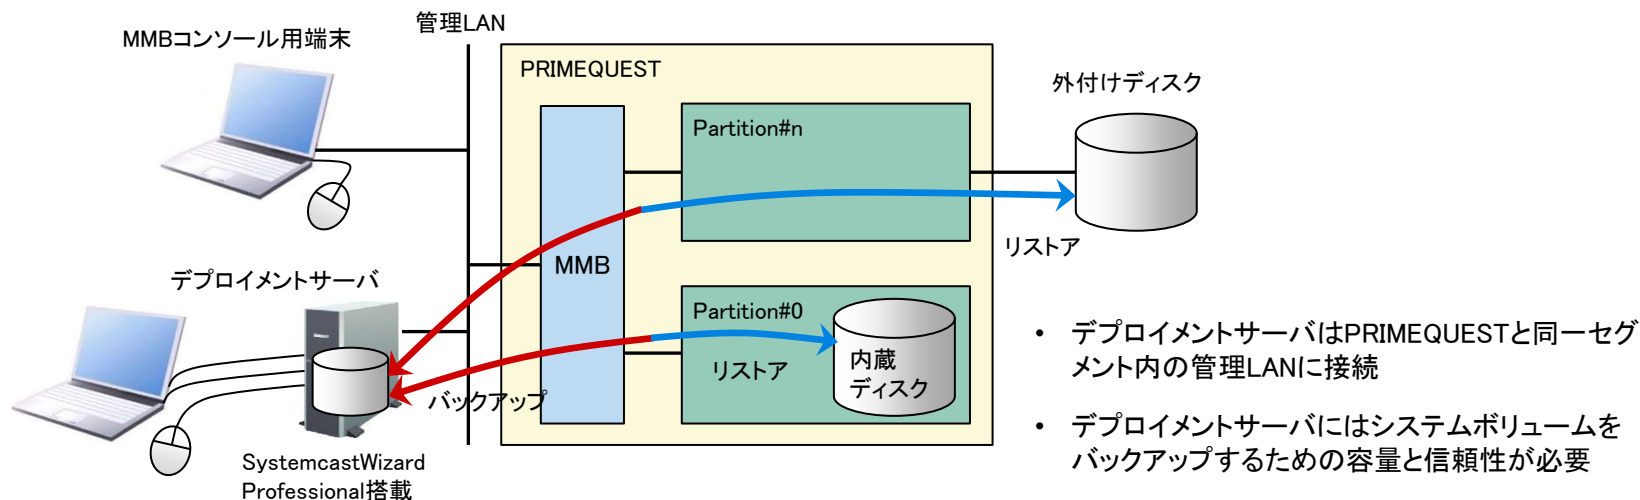 管理LAN
MMBコンソール用端末
PRIMEQUEST
外付けディスク
Partition#n
リストア
MMB
デプロイメントサーバ
Partition#0
リストア
内蔵
ディスク
バックアップ
SystemcastWizard
Professional搭載
• デプロイメントサーバはPRIMEQUESTと同一セグ
メント内の管理LANに接続
• デプロイメントサーバにはシステムボリュームを
バックアップするための容量と信頼性が必要